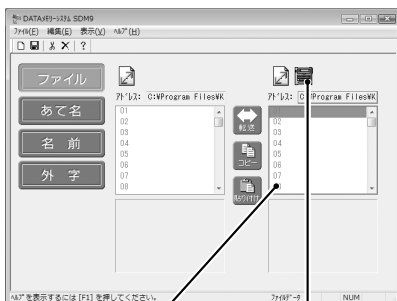 DATAﾒﾓﾘｰｼｽﾃﾑ SDM9
ﾌｧｲﾙ(F) 編集(E) 表示(V) ﾍﾙﾌﾟ(H)
ファイル
あて名
名前
外字
ｱﾄﾞﾚｽ: C:¥Program Files¥K
01
02
03
04
05
06
07
08
転送
コピー
貼り付け
ｱﾄﾞﾚｽ: C:¥Program Files¥K
02
03
04
05
06
07
ﾍﾙﾌﾟを表示するには [F1] を押してください。
ﾌｧｲﾙﾃﾞｰﾀ
NUM